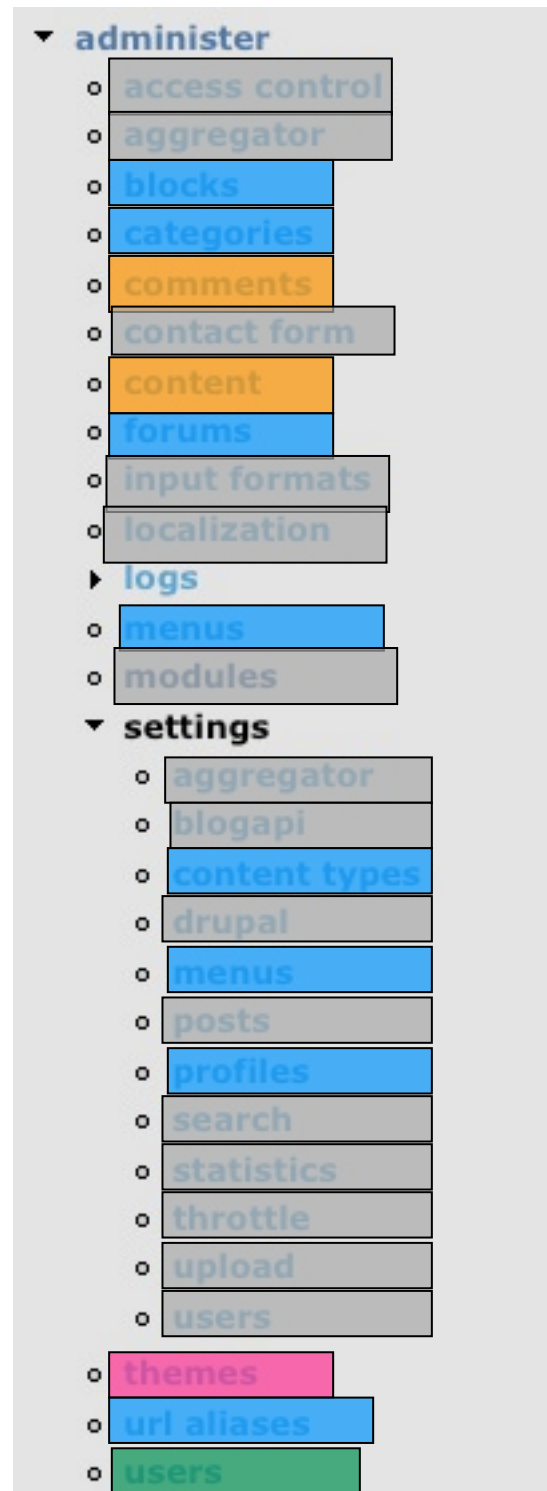 administer
access control
aggregator
blocks
categories
comments
contact form
content
forums
input formats
localization
logs
menus
modules
settings
aggregator
blogapi
content types
drupal
menus
posts
profiles
search
statistics
throttle
upload
users
themes
url aliases
users